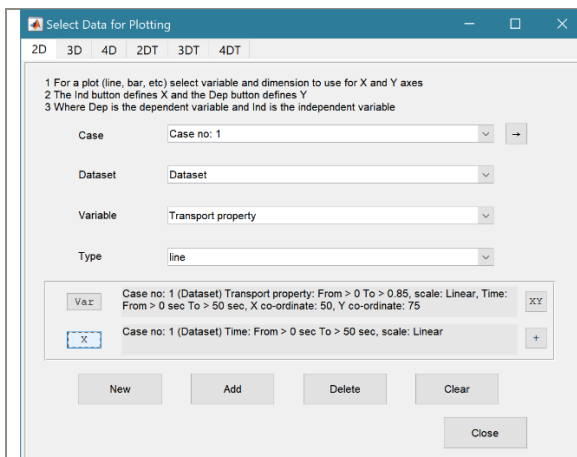 Select Data for Plotting
2D 3D 4D 2DT 3DT 4DT
1 For a plot (line, bar, etc) select variable and dimension to use for X and Y axes
2 The Ind button defines X and the Dep button defines Y
3 Where Dep is the dependent variable and Ind is the independent variable
Case Case no: 1 →
Dataset Dataset
Variable Transport property
Type line
Var Case no: 1 (Dataset) Transport property: From > 0 To > 0.85, scale: Linear, Time: XY
From > 0 sec To > 50 sec, X co-ordinate: 50, Y co-ordinate: 75
X Case no: 1 (Dataset) Time: From > 0 sec To > 50 sec, scale: Linear +
New Add Delete Clear
Close